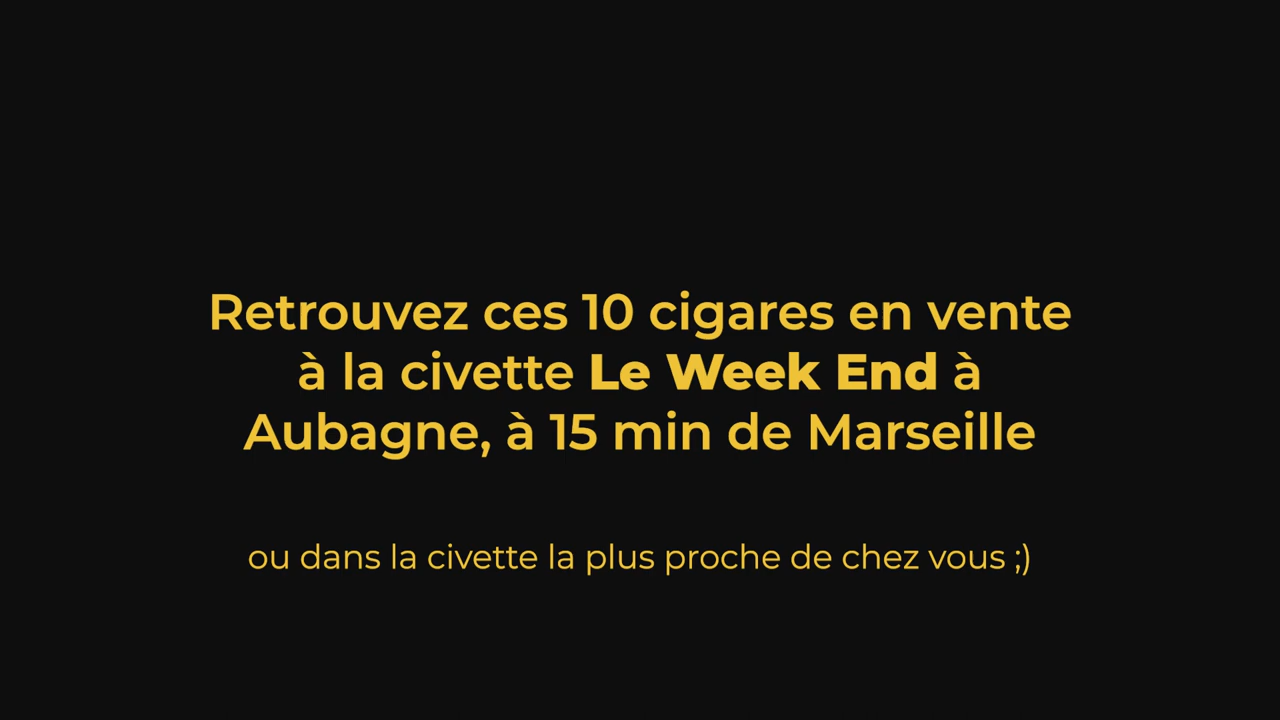 Retrouvez ces 10 cigares en vente
à la civette Le Week End à
Aubagne, à 15 min de Marseille
ou dans la civette la plus proche de chez vous ;)